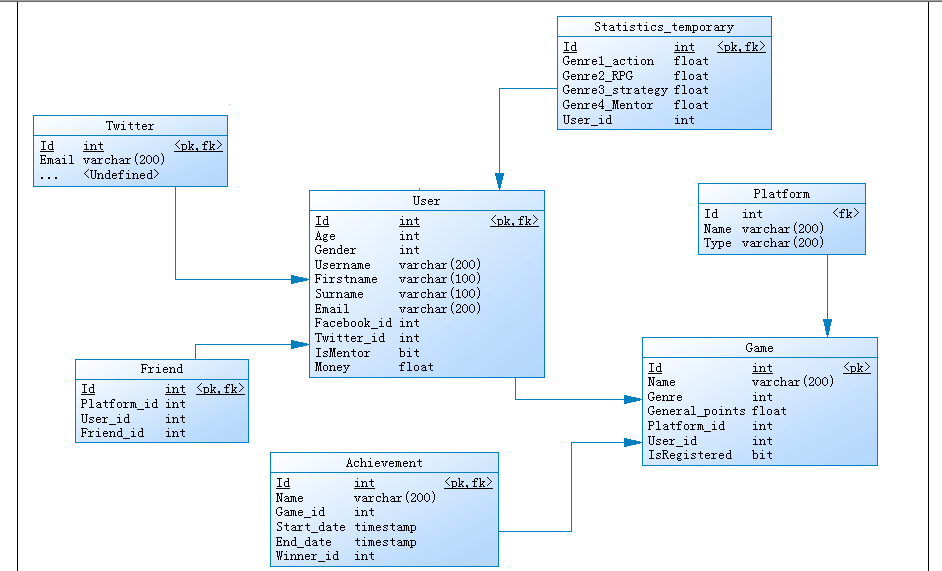 Statistics_temporary
Id int <pk,fk>
Genre1_action float
Genre2_RPG float
Genre3_strategy float
Genre4_Mentor float
User_id int
Twitter
Id int <pk,fk>
Email varchar(200)
... <Undefined>
User
Id int <pk,fk>
Age int
Gender int
Username varchar(200)
Firstname varchar(100)
Surname varchar(100)
Email varchar(200)
Facebook_id int
Twitter_id int
IsMentor bit
Money float
Platform
Id int <fk>
Name varchar(200)
Type varchar(200)
Friend
Id int <pk,fk>
Platform_id int
User_id int
Friend_id int
Game
Id int <pk>
Name varchar(200)
Genre int
General_points float
Platform_id int
User_id int
IsRegistered bit
Achievement
Id int <pk,fk>
Name varchar(200)
Game_id int
Start_date timestamp
End_date timestamp
Winner_id int